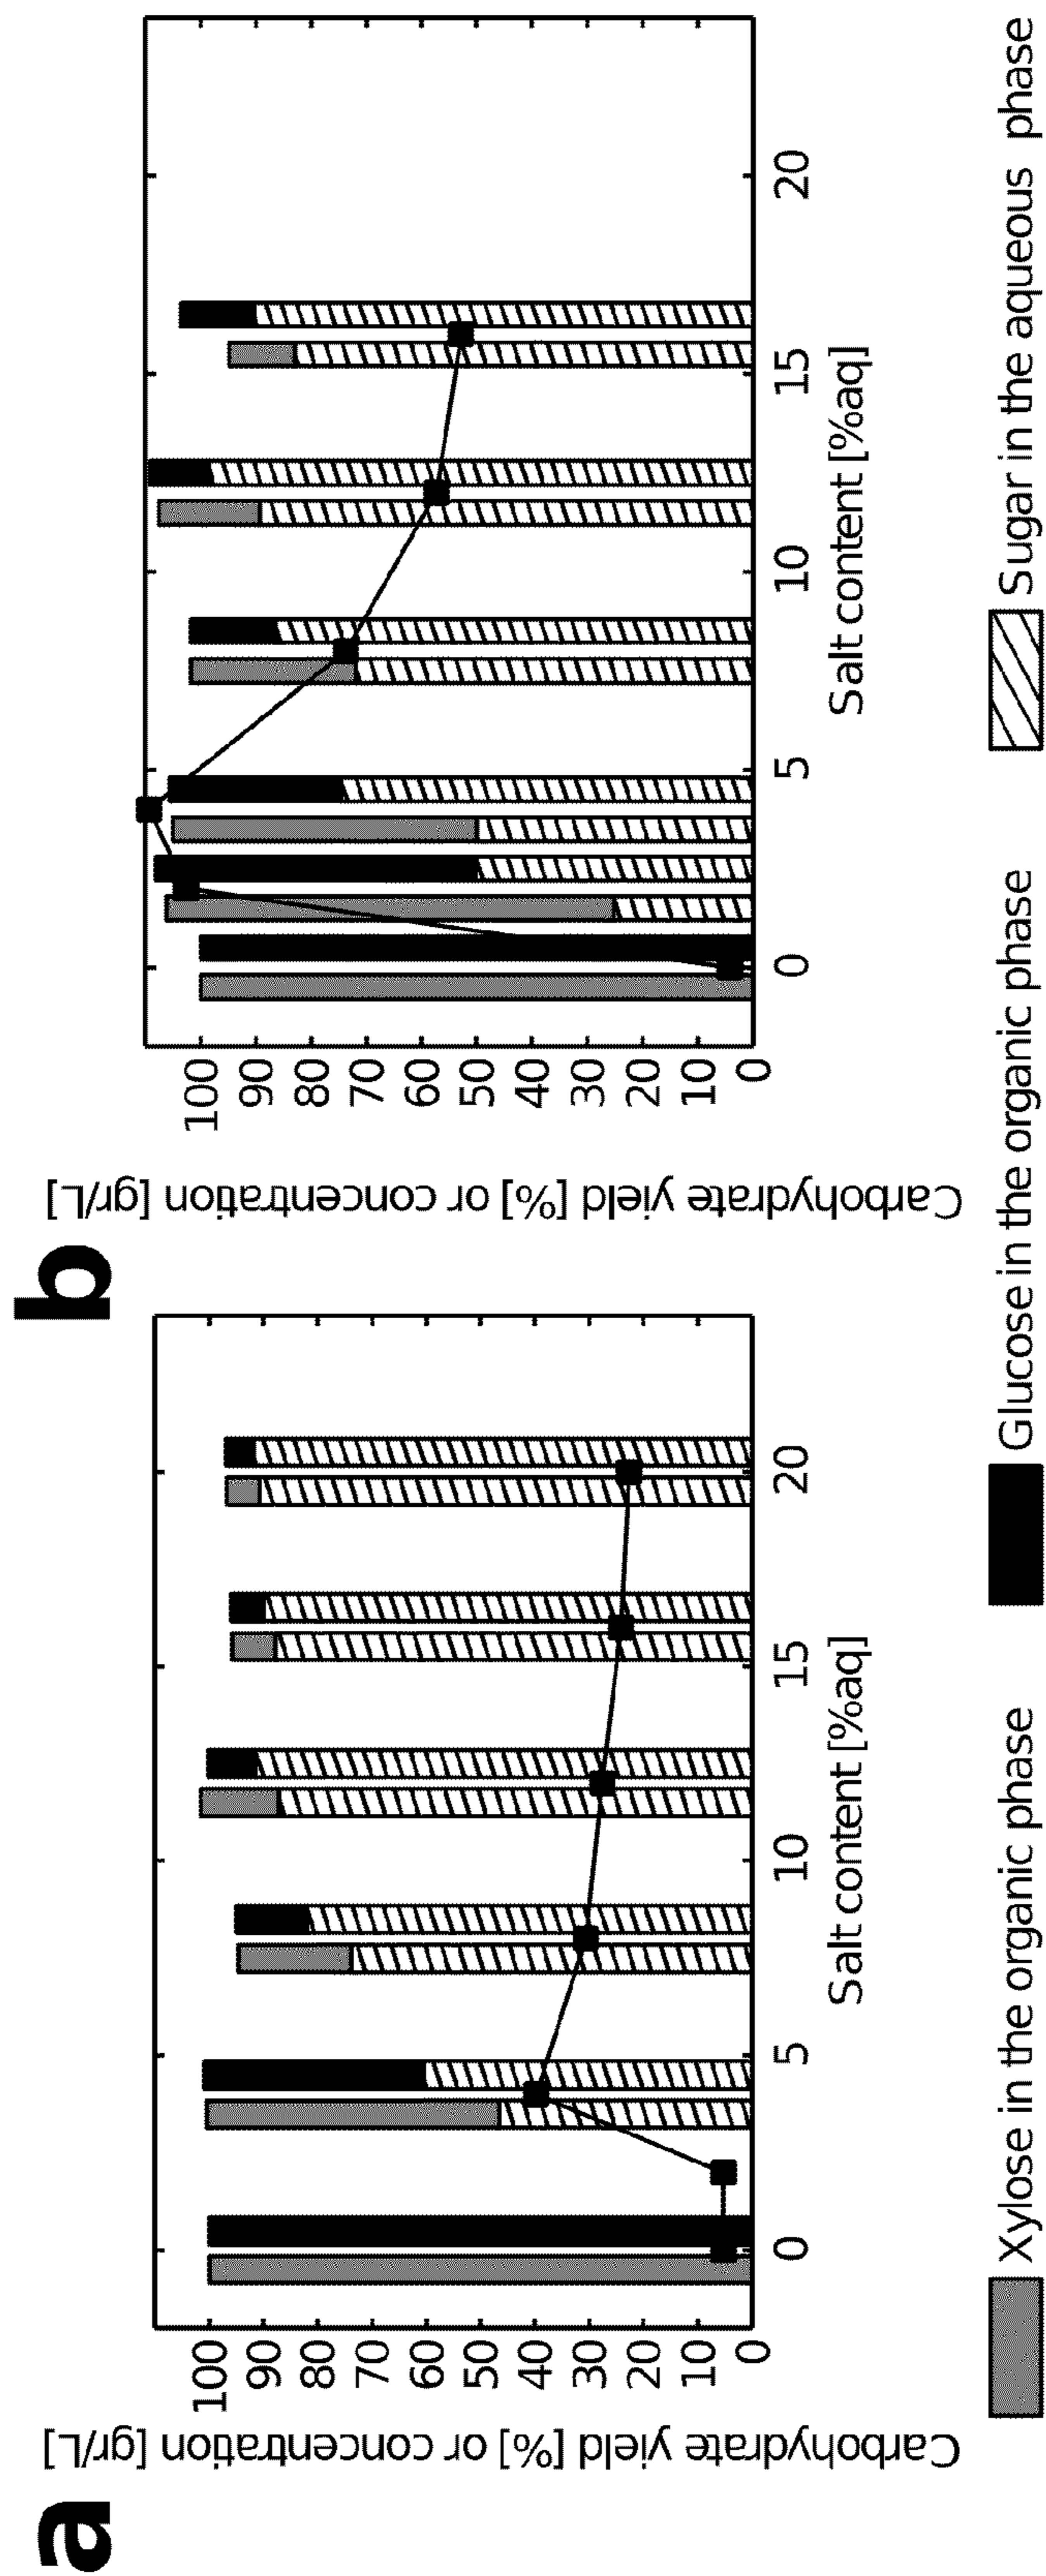 a
Carbohydrate yield [%] or concentration [gr/L]
100
90
80
70
60
50
40
30
20
10
0
0 5 10 15 20
Salt content [%aq]
b
Carbohydrate yield [%] or concentration [gr/L]
100
90
80
70
60
50
40
30
20
10
0
0 5 10 15 20
Salt content [%aq]
Xylose in the organic phase Glucose in the organic phase Sugar in the aqueous phase